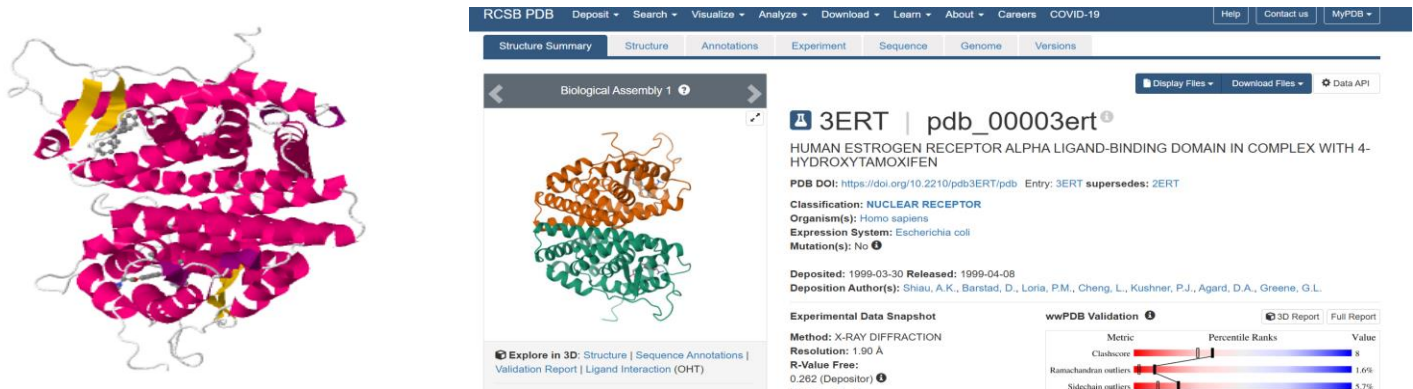 RCSB PDB Deposit Search Visualize Analyze Download Learn About Careers COVID-19 Help Contact us MyPDB
Structure Summary Structure Annotations Experiment Sequence Genome Versions
Biological Assembly 1
Display Files Download Files Data API
3ERT | pdb_00003ert
HUMAN ESTROGEN RECEPTOR ALPHA LIGAND-BINDING DOMAIN IN COMPLEX WITH 4-
HYDROXYTAMOXIFEN
PDB DOI: https://doi.org/10.2210/pdb3ERT/pdb Entry: 3ERT supersedes: 2ERT
Classification: NUCLEAR RECEPTOR
Organism(s): Homo sapiens
Expression System: Escherichia coli
Mutation(s): No
Deposited: 1999-03-30 Released: 1999-04-08
Deposition Author(s): Shiau, A.K., Barstad, D., Loria, P.M., Cheng, L., Kushner, P.J., Agard, D.A., Greene, G.L.
Explore in 3D: Structure | Sequence Annotations |
Validation Report | Ligand Interaction (OHT)
Experimental Data Snapshot
Method: X-RAY DIFFRACTION
Resolution: 1.90 Å
R-Value Free:
0.262 (Depositor)
wwPDB Validation 3D Report Full Report
Metric Percentile Ranks Value
Clashscore 8
Ramachandran outliers 1.6%
Sidechain outliers 5.7%